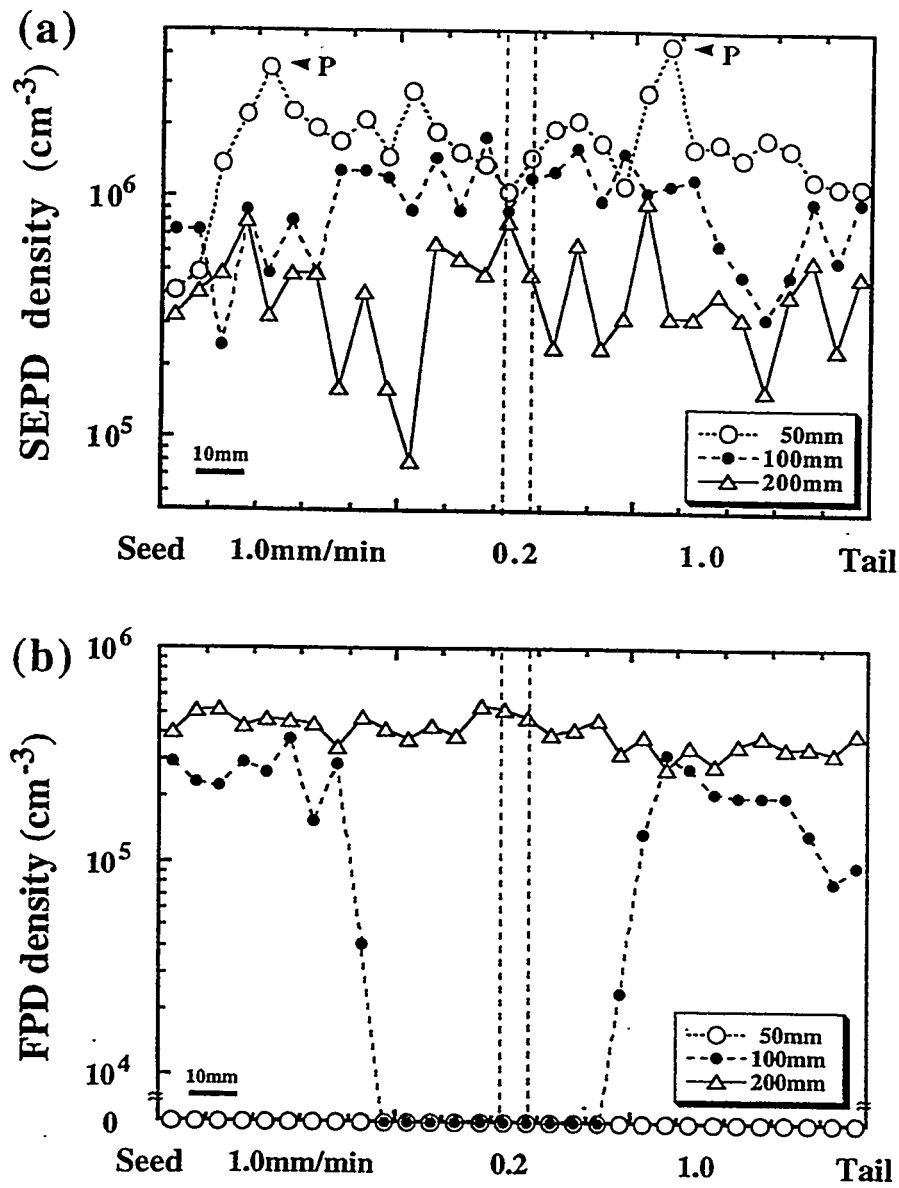 (a)
SEPD density (cm⁻³)
P
P
10⁶
10⁵
10mm
50mm
100mm
200mm
Seed 1.0mm/min 0.2 1.0 Tail
(b)
FPD density (cm⁻³)
10⁶
10⁵
10⁴
0
10mm
50mm
100mm
200mm
Seed 1.0mm/min 0.2 1.0 Tail